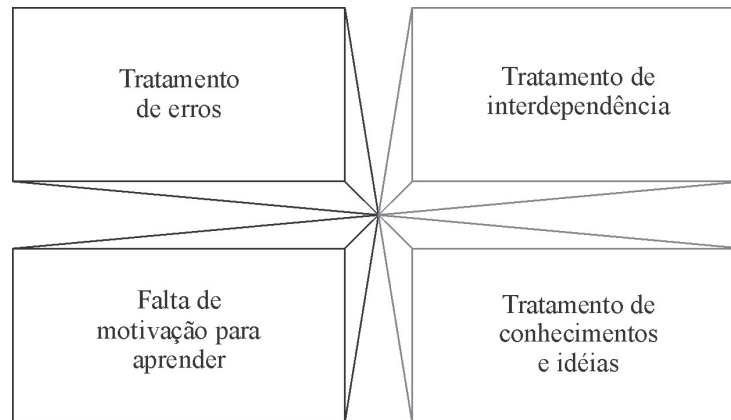 Tratamento
de erros
Tratamento de
interdependência
Falta de
motivação para
aprender
Tratamento de
conhecimentos
e idéias